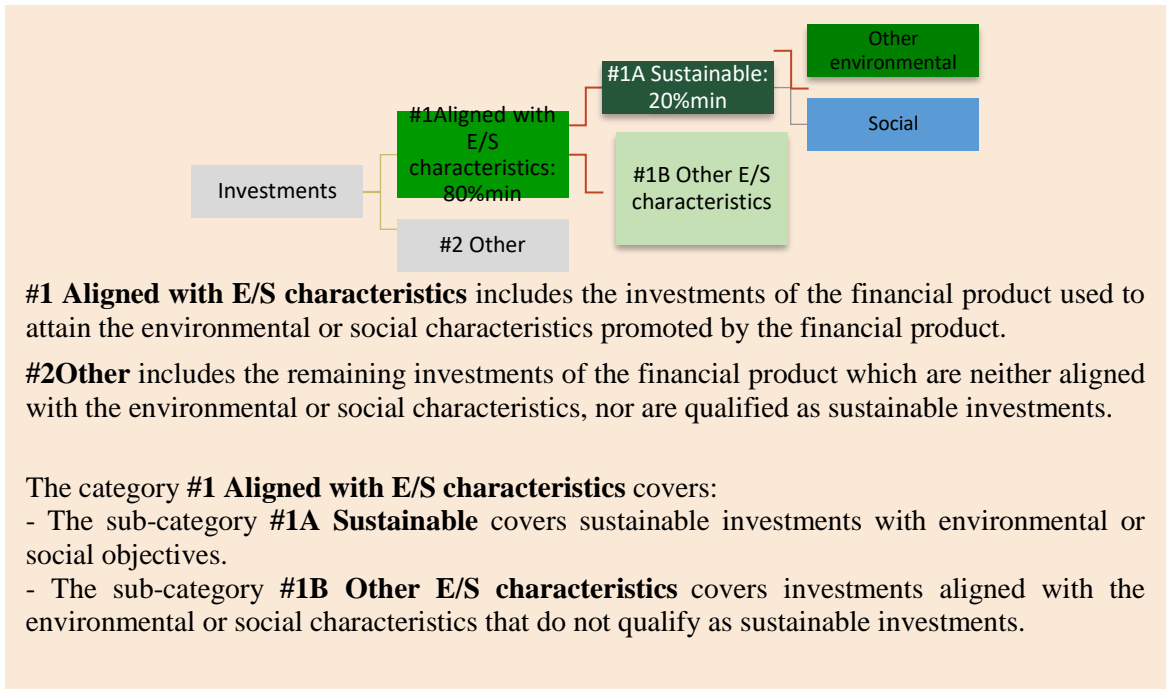 Investments
#1Aligned with
E/S
characteristics:
80%min
#2 Other
#1A Sustainable:
20%min
#1B Other E/S
characteristics
Other
environmental
Social
#1 Aligned with E/S characteristics includes the investments of the financial product used to
attain the environmental or social characteristics promoted by the financial product.
#2Other includes the remaining investments of the financial product which are neither aligned
with the environmental or social characteristics, nor are qualified as sustainable investments.
The category #1 Aligned with E/S characteristics covers:
- The sub-category #1A Sustainable covers sustainable investments with environmental or
social objectives.
- The sub-category #1B Other E/S characteristics covers investments aligned with the
environmental or social characteristics that do not qualify as sustainable investments.